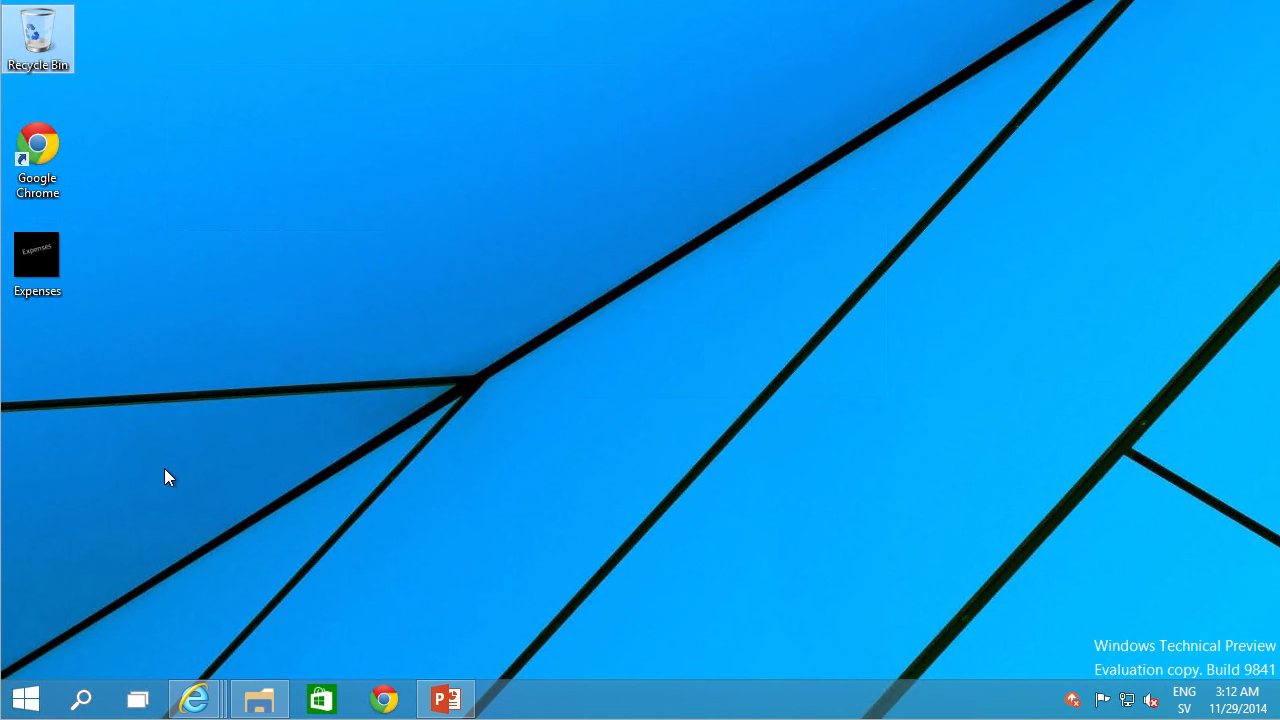 Recycle Bin
Google
Chrome
Expenses
Expenses
Windows Technical Preview
Evaluation copy. Build 9841
P
ENG
SV
3:12 AM
11/29/2014